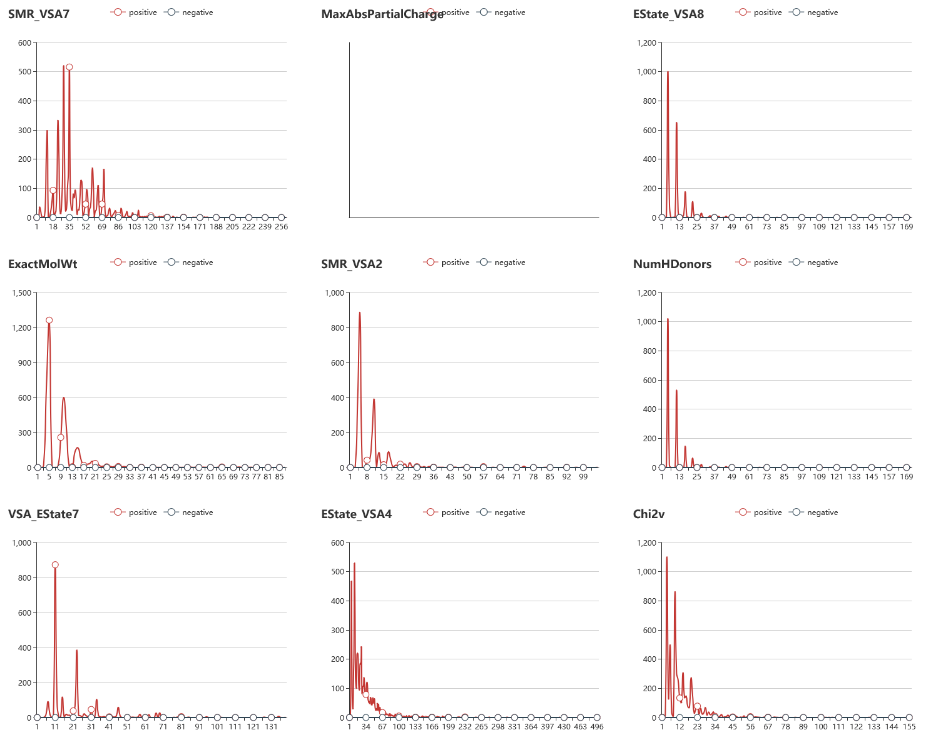 SMR_VSA7
positive negative
600
500
400
300
200
100
0
1 18 35 52 69 86 103 120 137 154 171 188 205 222 239 256
MaxAbsPartialCharge
positive negative
EState_VSA8
positive negative
1,200
1,000
800
600
400
200
0
1 13 25 37 49 61 73 85 97 109 121 133 145 157 169
ExactMolWt
positive negative
1,500
1,200
900
600
300
0
1 5 9 13 17 21 25 29 33 37 41 45 49 53 57 61 65 69 73 77 81 85
SMR_VSA2
positive negative
1,000
800
600
400
200
0
1 8 15 22 29 36 43 50 57 64 71 78 85 92 99
NumHDonors
positive negative
1,200
1,000
800
600
400
200
0
1 13 25 37 49 61 73 85 97 109 121 133 145 157 169
VSA_EState7
positive negative
1,000
800
600
400
200
0
1 11 21 31 41 51 61 71 81 91 101 111 121 131
EState_VSA4
positive negative
600
500
400
300
200
100
0
1 34 67 100 133 166 199 232 265 298 331 364 397 430 463 496
Chi2v
positive negative
1,200
1,000
800
600
400
200
0
1 12 23 34 45 56 67 78 89 100 111 122 133 144 155